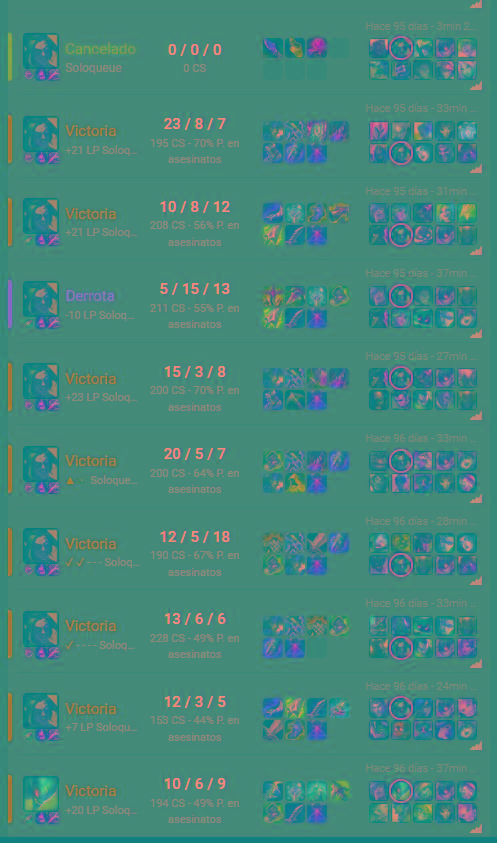 Hace 95 días - 3min 2...
Cancelado
0 / 0 / 0
Soloqueue
0 CS
Hace 95 días - 33min ...
Victoria
23 / 8 / 7
+21 LP Soloq...
195 CS - 70% P. en
asesinatos
Hace 95 días - 31min ...
Victoria
10 / 8 / 12
+21 LP Soloq...
208 CS - 56% P. en
asesinatos
Hace 95 días - 37min ...
Derrota
5 / 15 / 13
-10 LP Soloq...
211 CS - 55% P. en
asesinatos
Hace 95 días - 27min ...
Victoria
15 / 3 / 8
+23 LP Soloq...
200 CS - 70% P. en
asesinatos
Hace 96 días - 33min ...
Victoria
20 / 5 / 7
▲ - Soloque...
200 CS - 64% P. en
asesinatos
Hace 96 días - 28min ...
Victoria
12 / 5 / 18
✓ ✓ - - - Soloq...
190 CS - 67% P. en
asesinatos
Hace 96 días - 33min ...
Victoria
13 / 6 / 6
✓ - - - - Soloq...
228 CS - 49% P. en
asesinatos
Hace 96 días - 24min ...
Victoria
12 / 3 / 5
+7 LP Soloqu...
153 CS - 44% P. en
asesinatos
Hace 96 días - 37min ...
Victoria
10 / 6 / 9
+20 LP Soloq...
194 CS - 49% P. en
asesinatos